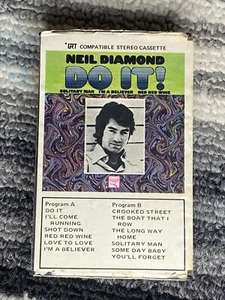 GRT COMPATIBLE STEREO CASSETTE
NEIL DIAMOND
DO IT!
SOLITARY MAN I'M A BELIEVER RED RED WINE
Program A
DO IT
I'LL COME
RUNNING
SHOT DOWN
RED RED WINE
LOVE TO LOVE
I'M A BELIEVER
Program B
CROOKED STREET
THE BOAT THAT I
ROW
THE LONG WAY
HOME
SOLITARY MAN
SOME DAY BABY
YOU'LL FORGET